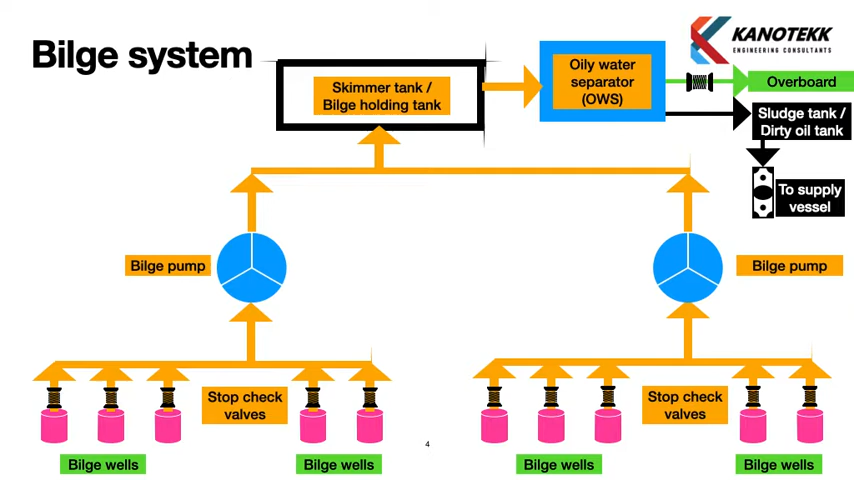 Bilge system
KANOTEKK
ENGINEERING CONSULTANTS
Skimmer tank /
Bilge holding tank
Oily water
separator
(OWS)
Overboard
Sludge tank /
Dirty oil tank
To supply
vessel
Bilge pump
Bilge pump
Stop check
valves
Stop check
valves
Bilge wells
Bilge wells
Bilge wells
Bilge wells
4